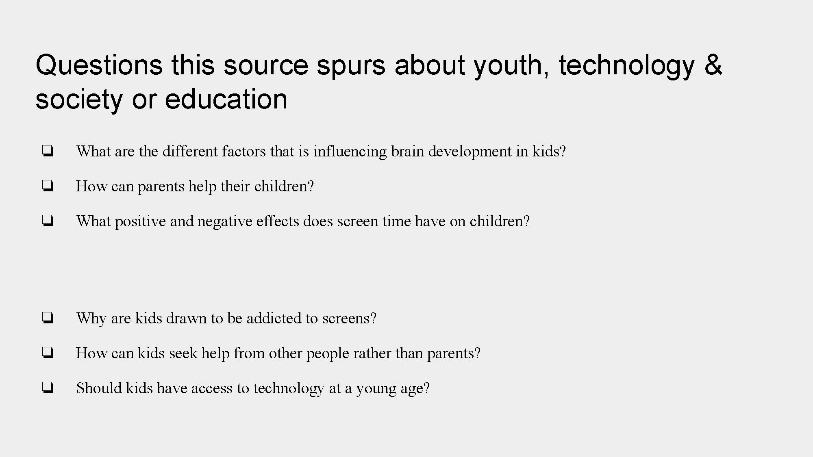 Questions this source spurs about youth, technology &
society or education
❏ What are the different factors that is influencing brain development in kids?
❏ How can parents help their children?
❏ What positive and negative effects does screen time have on children?
❏ Why are kids drawn to be addicted to screens?
❏ How can kids seek help from other people rather than parents?
❏ Should kids have access to technology at a young age?